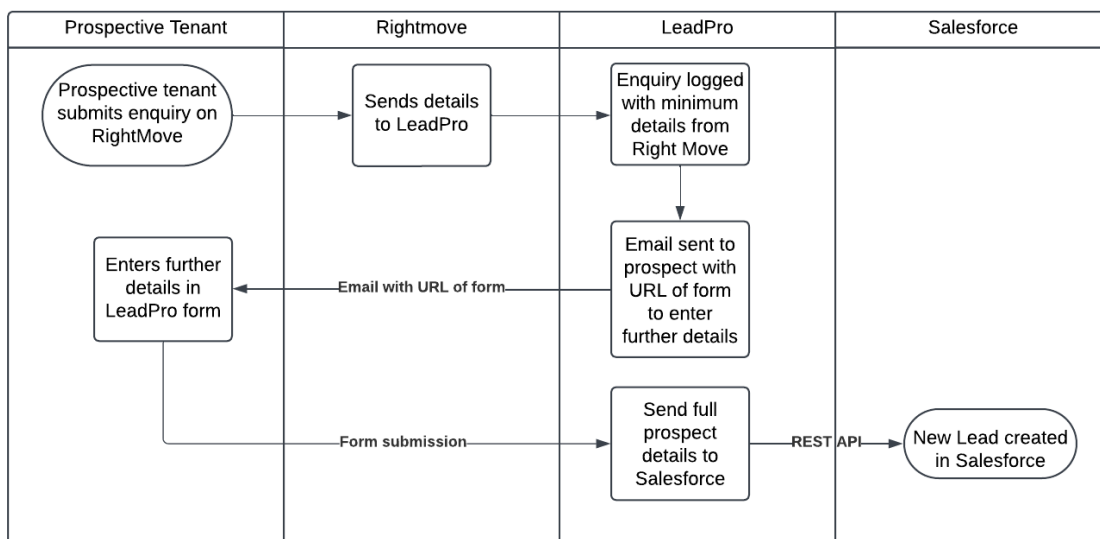 Prospective Tenant
Rightmove
LeadPro
Salesforce
Prospective tenant
submits enquiry on
RightMove
Sends details
to LeadPro
Enquiry logged
with minimum
details from
Right Move
Email sent to
prospect with
URL of form
to enter
further details
Email with URL of form
Enters further
details in
LeadPro form
Form submission
Send full
prospect
details to
Salesforce
REST API
New Lead created
in Salesforce